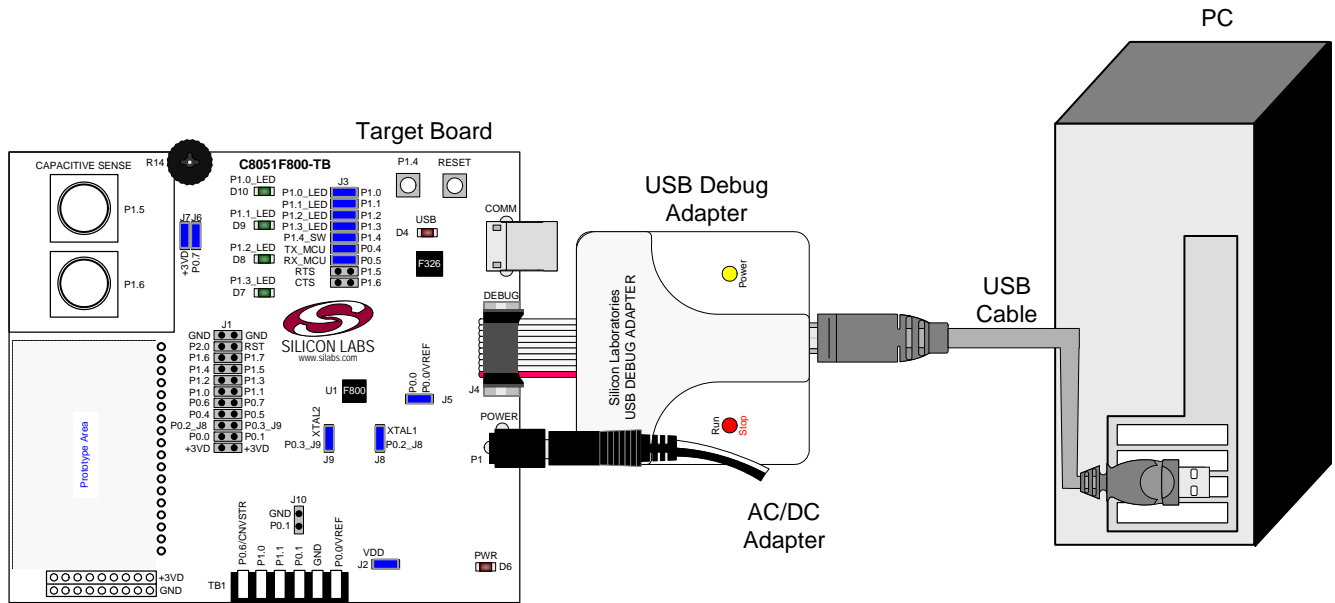 PC
Target Board
USB Debug
Adapter
USB
Cable
AC/DC
Adapter
CAPACITIVE SENSE
R14
P1.5
P1.6
J7
J6
+3VD
P0.7
C8051F800-TB
P1.0_LED
D10
P1.1_LED
D9
P1.2_LED
D8
P1.3_LED
D7
J3
P1.0_LED P1.0
P1.1_LED P1.1
P1.2_LED P1.2
P1.3_LED P1.3
P1.4_SW P1.4
TX_MCU P0.4
RX_MCU P0.5
RTS P1.5
CTS P1.6
P1.4
RESET
USB
D4
F326
COMM
DEBUG
J4
SILICON LABS
www.silabs.com
J1
GND GND
P2.0 RST
P1.6 P1.7
P1.4 P1.5
P1.2 P1.3
P1.0 P1.1
P0.6 P0.7
P0.4 P0.5
P0.2_J8 P0.3_J9
P0.0 P0.1
+3VD +3VD
U1
F800
P0.0
P0.0/VREF
J5
XTAL2
P0.3_J9
J9
XTAL1
P0.2_J8
J8
POWER
P1
Prototype Area
J10
GND
P0.1
P0.6/CNVSTR
P1.0
P1.1
P0.1
GND
P0.0/VREF
TB1
VDD
J2
PWR
D6
+3VD
GND
Silicon Laboratories
USB DEBUG ADAPTER
Power
Run
Stop